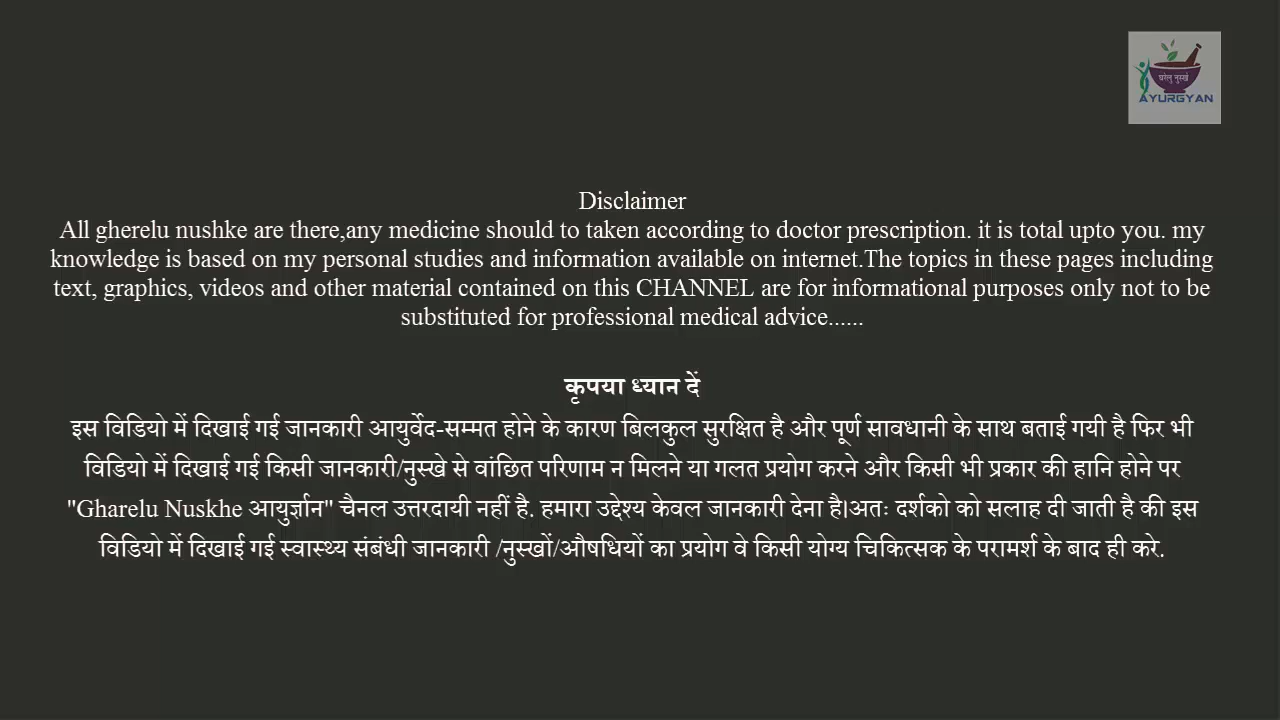 घरेलु नुस्खे
AYURGYAN
Disclaimer
All gherelu nushke are there,any medicine should to taken according to doctor prescription. it is total upto you. my
knowledge is based on my personal studies and information available on internet.The topics in these pages including
text, graphics, videos and other material contained on this CHANNEL are for informational purposes only not to be
substituted for professional medical advice......
कृपया ध्यान दें
इस विडियो में दिखाई गई जानकारी आयुर्वेद-सम्मत होने के कारण बिलकुल सुरक्षित है और पूर्ण सावधानी के साथ बताई गयी है फिर भी
विडियो में दिखाई गई किसी जानकारी/नुस्खे से वांछित परिणाम न मिलने या गलत प्रयोग करने और किसी भी प्रकार की हानि होने पर
"Gharelu Nuskhe आयुर्ज्ञान" चैनल उत्तरदायी नहीं है. हमारा उद्देश्य केवल जानकारी देना है।अतः दर्शको को सलाह दी जाती है की इस
विडियो में दिखाई गई स्वास्थ्य संबंधी जानकारी /नुस्खों/औषधियों का प्रयोग वे किसी योग्य चिकित्सक के परामर्श के बाद ही करे.